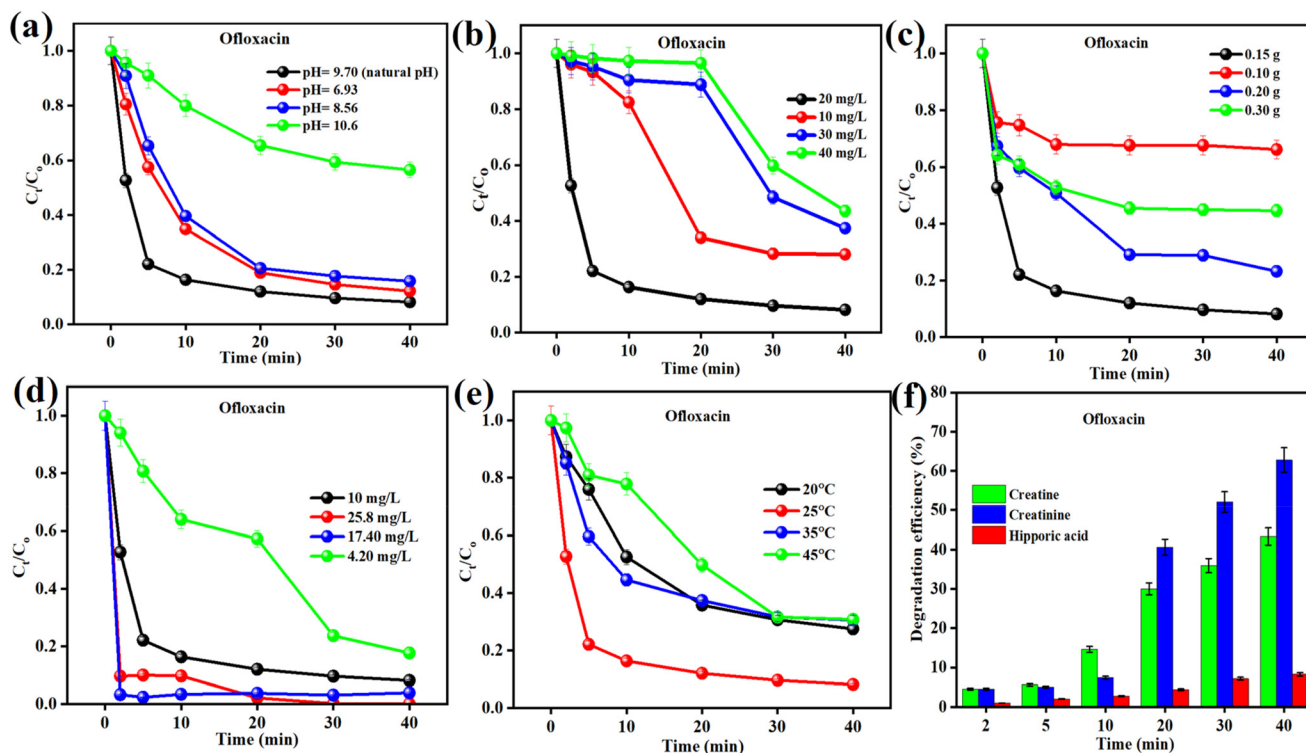 (a)
Ofloxacin
pH= 9.70 (natural pH)
pH= 6.93
pH= 8.56
pH= 10.6
1.0
0.8
0.6
0.4
0.2
0.0
Cₜ/Cₒ
0 10 20 30 40
Time (min)
(b)
Ofloxacin
20 mg/L
10 mg/L
30 mg/L
40 mg/L
1.0
0.8
0.6
0.4
0.2
0.0
Cₜ/Cₒ
0 10 20 30 40
Time (min)
(c)
Ofloxacin
0.15 g
0.10 g
0.20 g
0.30 g
1.0
0.8
0.6
0.4
0.2
0.0
Cₜ/Cₒ
0 10 20 30 40
Time (min)
(d)
Ofloxacin
10 mg/L
25.8 mg/L
17.40 mg/L
4.20 mg/L
1.0
0.8
0.6
0.4
0.2
0.0
Cₜ/Cₒ
0 10 20 30 40
Time (min)
(e)
Ofloxacin
20°C
25°C
35°C
45°C
1.0
0.8
0.6
0.4
0.2
0.0
Cₜ/Cₒ
0 10 20 30 40
Time (min)
(f)
Ofloxacin
Creatine
Creatinine
Hipporic acid
80
70
60
50
40
30
20
10
0
Degradation efficiency (%)
2 5 10 20 30 40
Time (min)